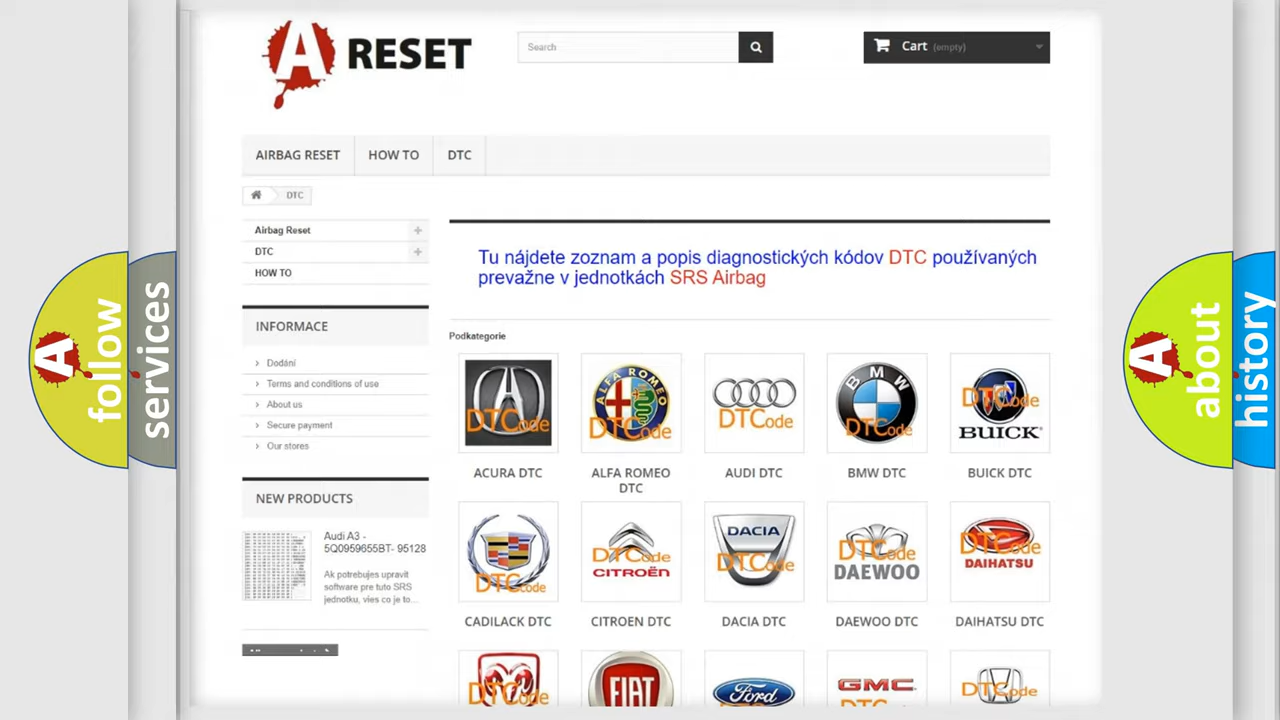 A RESET
Search
Cart (empty)
AIRBAG RESET
HOW TO
DTC
DTC
Airbag Reset
DTC
HOW TO
INFORMACE
Dodání
Terms and conditions of use
About us
Secure payment
Our stores
NEW PRODUCTS
Audi A3 -
5Q0959655BT- 95128
Ak potrebujes upravit
software pre tuto SRS
jednotku, vies co je to...
Tu nájdete zoznam a popis diagnostických kódov DTC používaných
prevažne v jednotkách SRS Airbag
Podkategorie
DTCode
ALFA ROMEO
DTCode
DTCode
BMW
DTCode
DTCode
BUICK
ACURA DTC
ALFA ROMEO
DTC
AUDI DTC
BMW DTC
BUICK DTC
DTCode
DTCode
CITROËN
DACIA
DTCode
DTCode
DAEWOO
DTCode
DAIHATSU
CADILACK DTC
CITROEN DTC
DACIA DTC
DAEWOO DTC
DAIHATSU DTC
DTCode
FIAT
Ford
GMC
DTCode
A follow
services
A about
history